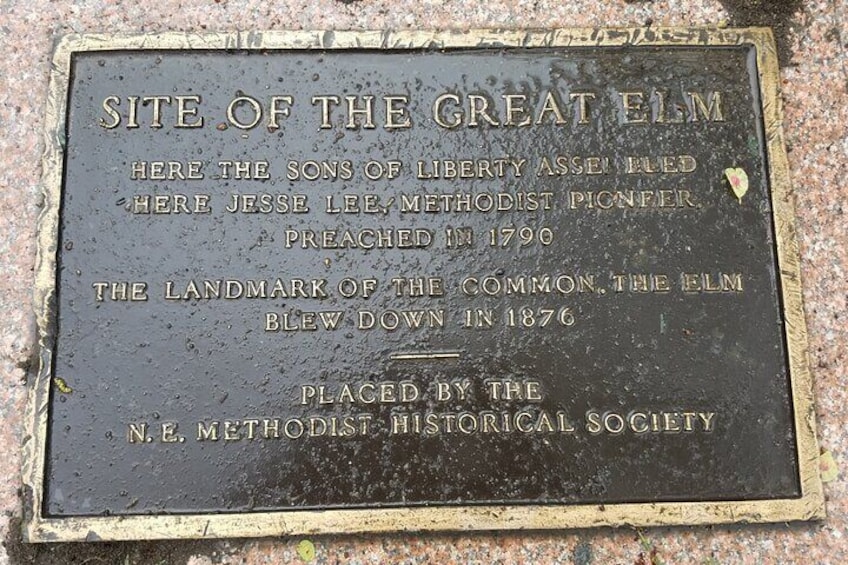 SITE OF THE GREAT ELM
HERE THE SONS OF LIBERTY ASSEMBLED
HERE JESSE LEE, METHODIST PIONEER,
PREACHED IN 1790
THE LANDMARK OF THE COMMON, THE ELM
BLEW DOWN IN 1876
PLACED BY THE
N. E. METHODIST HISTORICAL SOCIETY